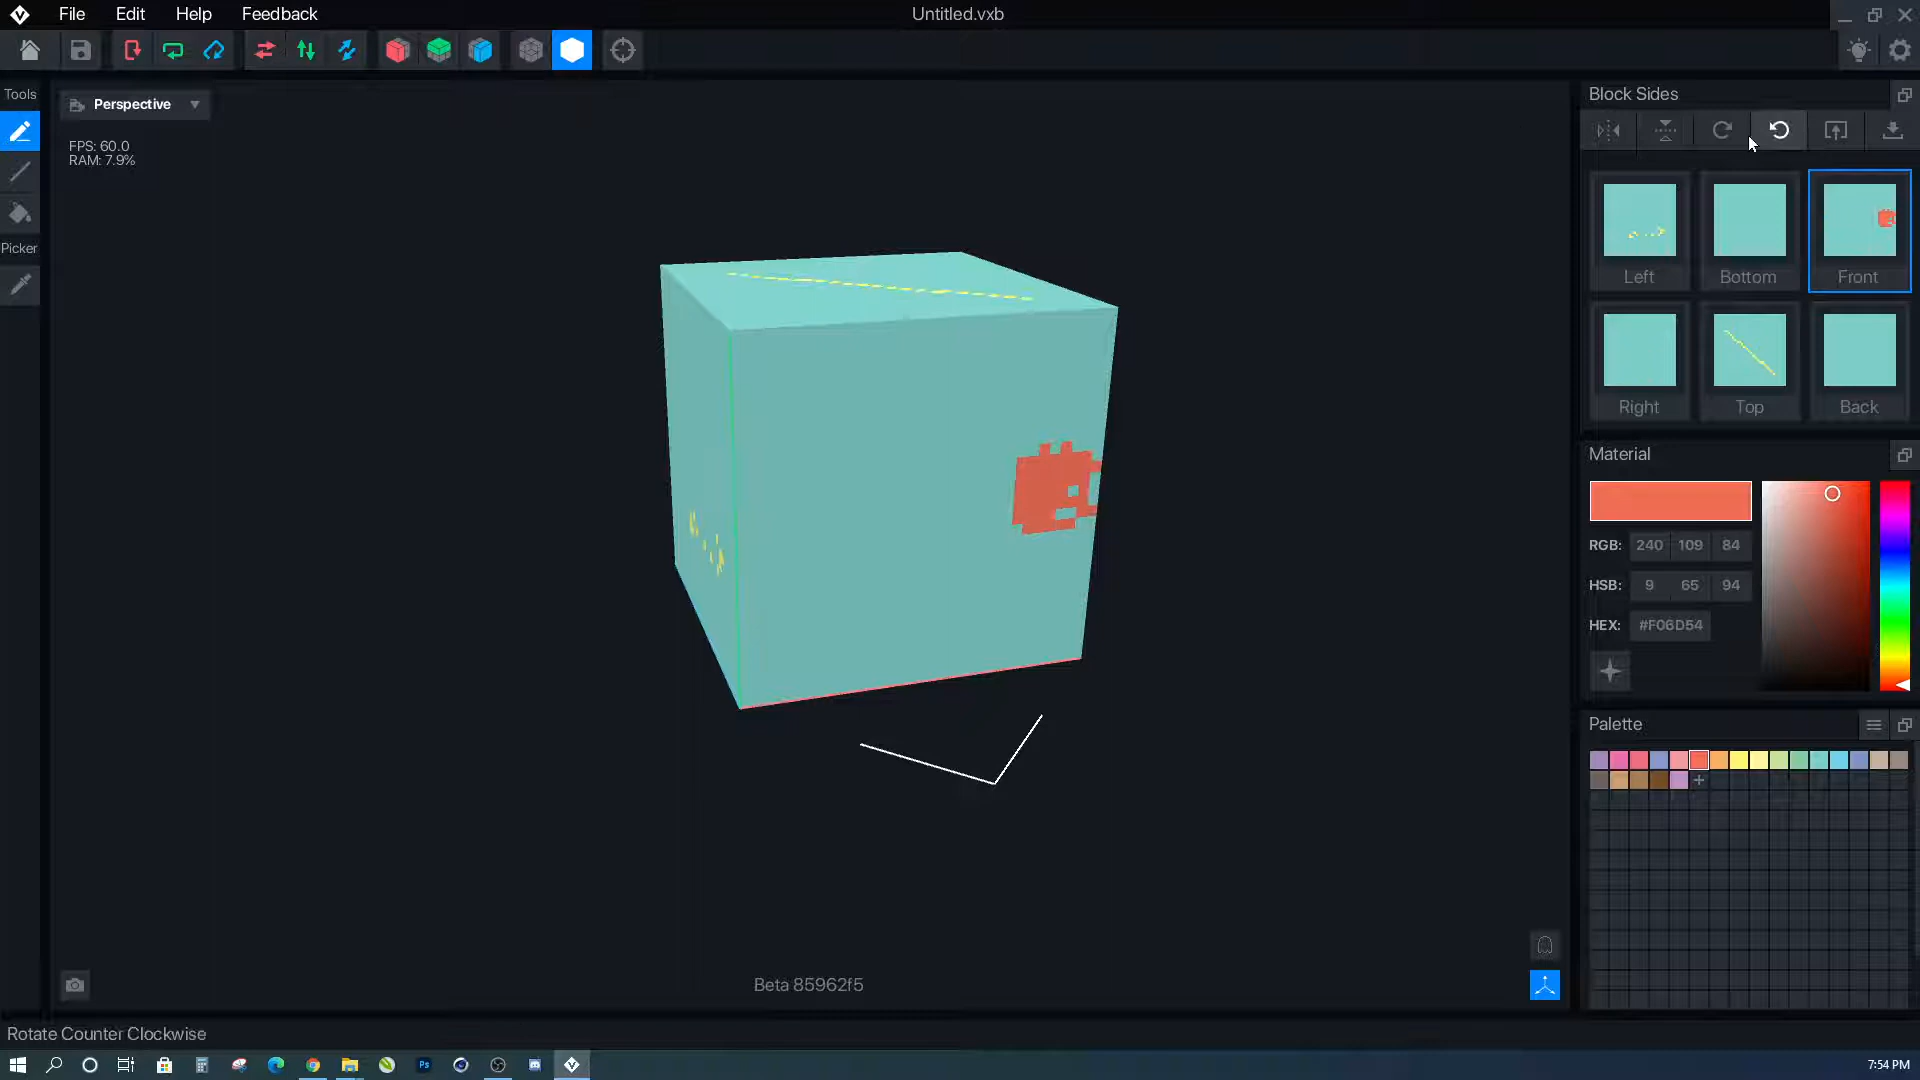 File Edit Help Feedback
Untitled.vxb
Tools
Perspective
FPS: 60.0
RAM: 7.9%
Picker
Block Sides
Left Bottom Front
Right Top Back
Material
RGB: 240 109 84
HSB: 9 65 94
HEX: #F06D54
Palette
Beta 85962f5
Rotate Counter Clockwise
Ps
7:54 PM